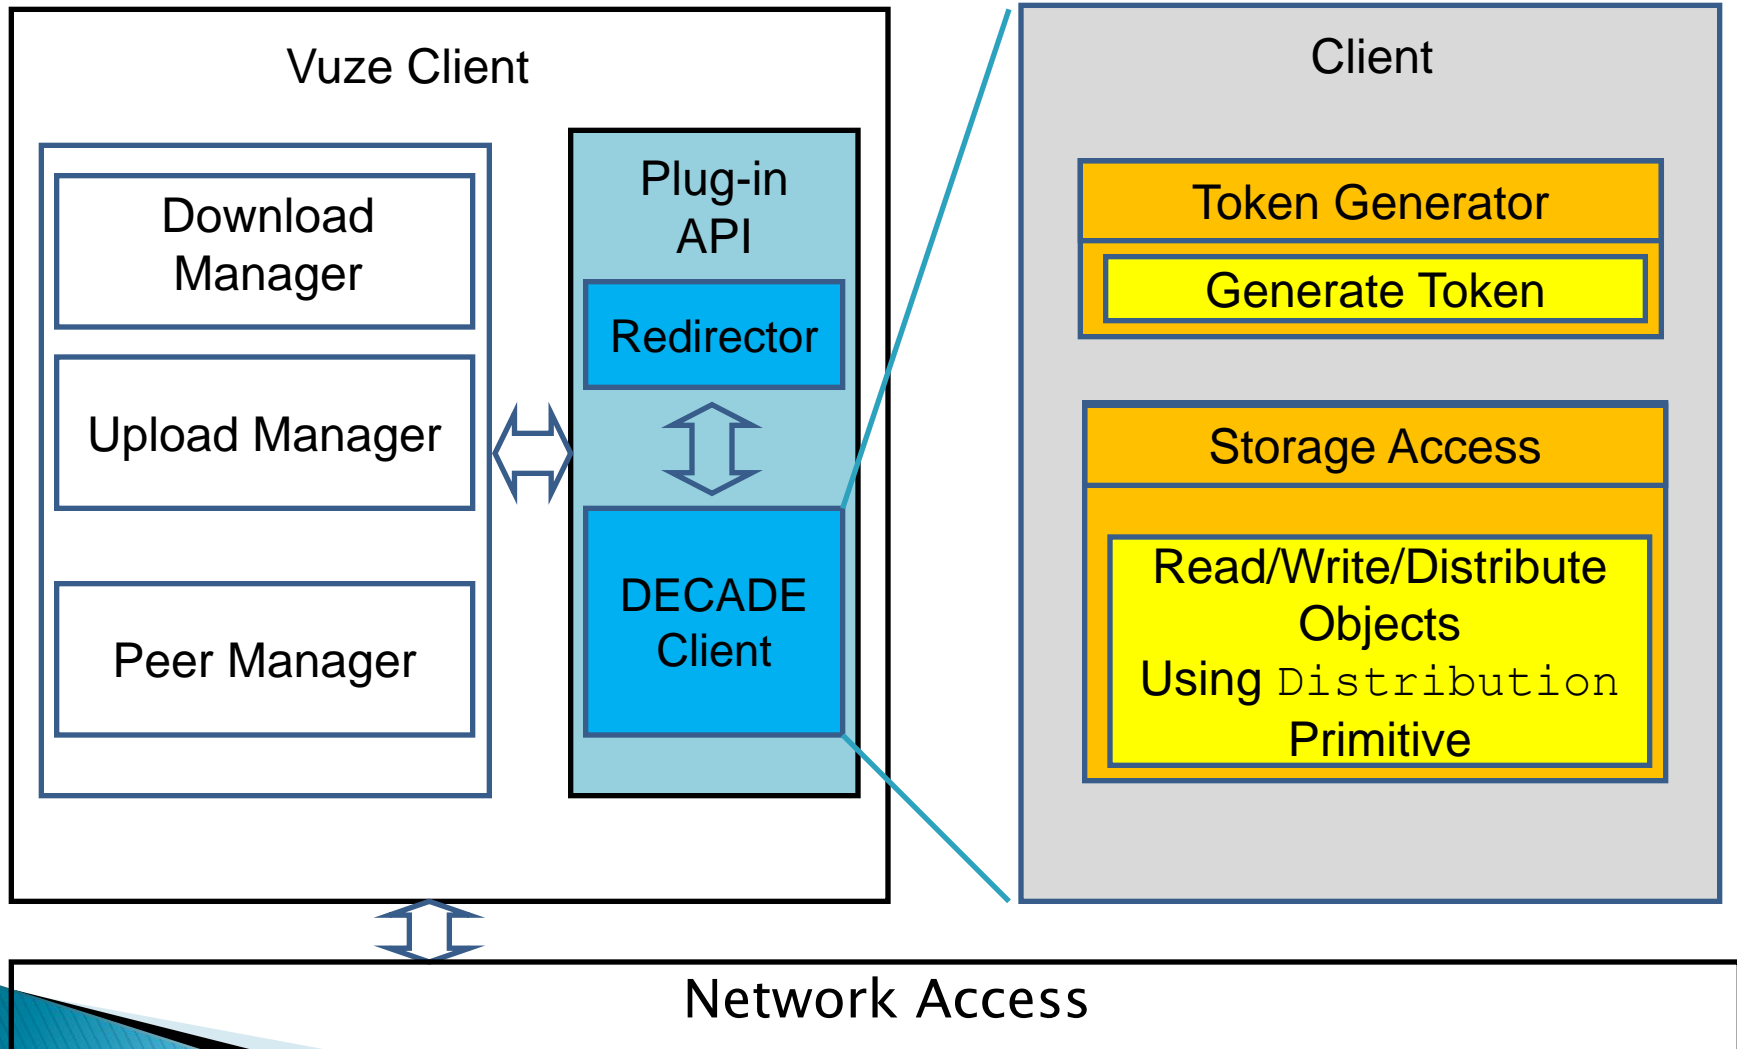 Vuze Client
Download
Manager
Upload Manager
Peer Manager
Plug-in
API
Redirector
DECADE
Client
Client
Token Generator
Generate Token
Storage Access
Read/Write/Distribute
Objects
Using Distribution
Primitive
Network Access